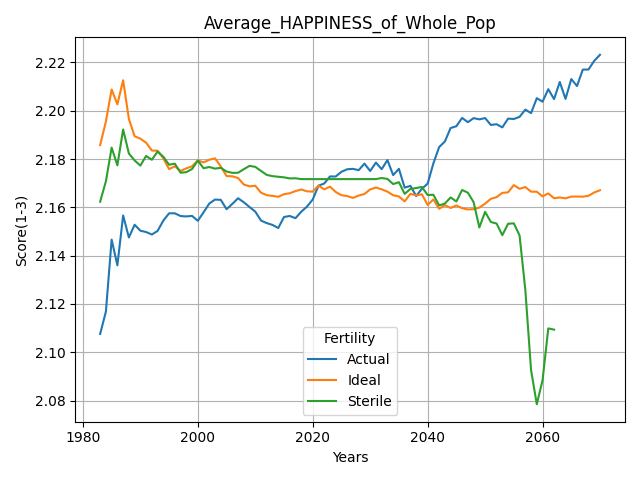 Average_HAPPINESS_of_Whole_Pop
Score(1-3)
2.22
2.20
2.18
2.16
2.14
2.12
2.10
2.08
Fertility
Actual
Ideal
Sterile
1980
2000
2020
2040
2060
Years